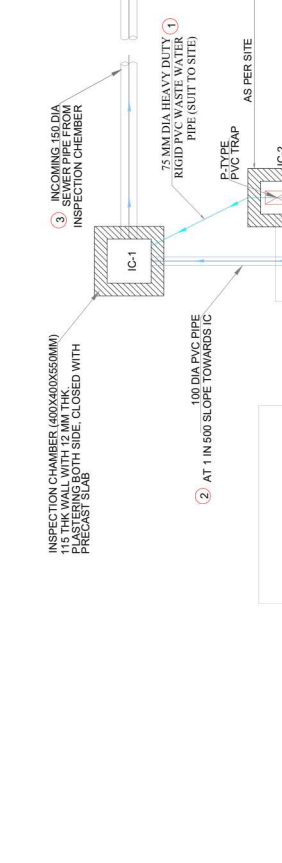 INSPECTION CHAMBER (400X400X550MM)
115 THK WALL WITH 12 MM THK.
PLASTERING BOTH SIDE, CLOSED WITH
PRECAST SLAB
3 INCOMING 150 DIA
SEWER PIPE FROM
INSPECTION CHEMBER
IC-1
75 MM DIA HEAVY DUTY 1
RIGID PVC WASTE WATER
PIPE (SUIT TO SITE)
100 DIA PVC PIPE
2 AT 1 IN 500 SLOPE TOWARDS IC
P-TYPE
PVC TRAP
AS PER SITE
IC-2